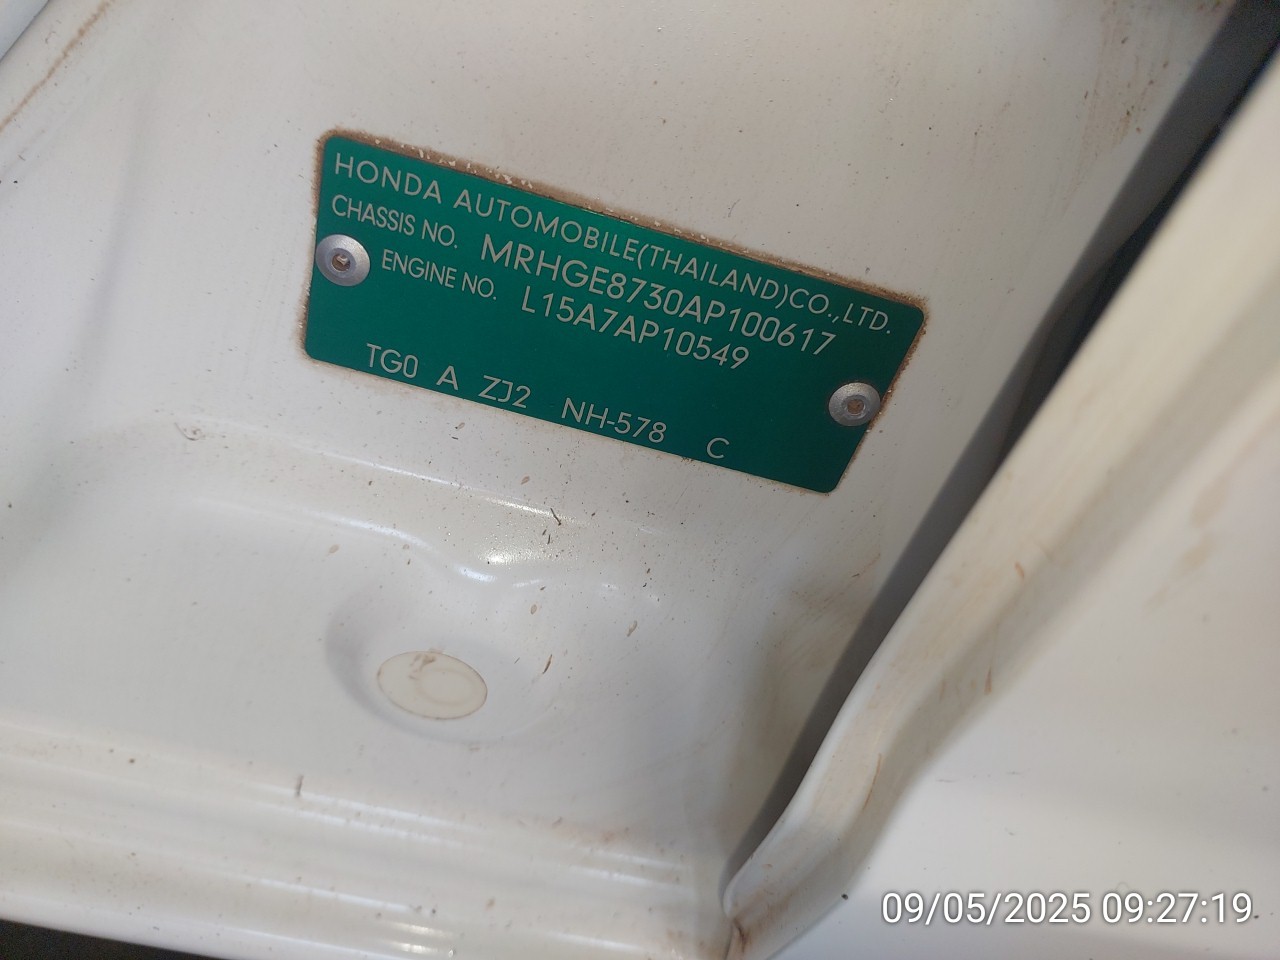 HONDA AUTOMOBILE(THAILAND)CO.,LTD.
CHASSIS NO. MRHGE8730AP100617
ENGINE NO. L15A7AP10549
TG0 A ZJ2 NH-578 C
09/05/2025 09:27:19